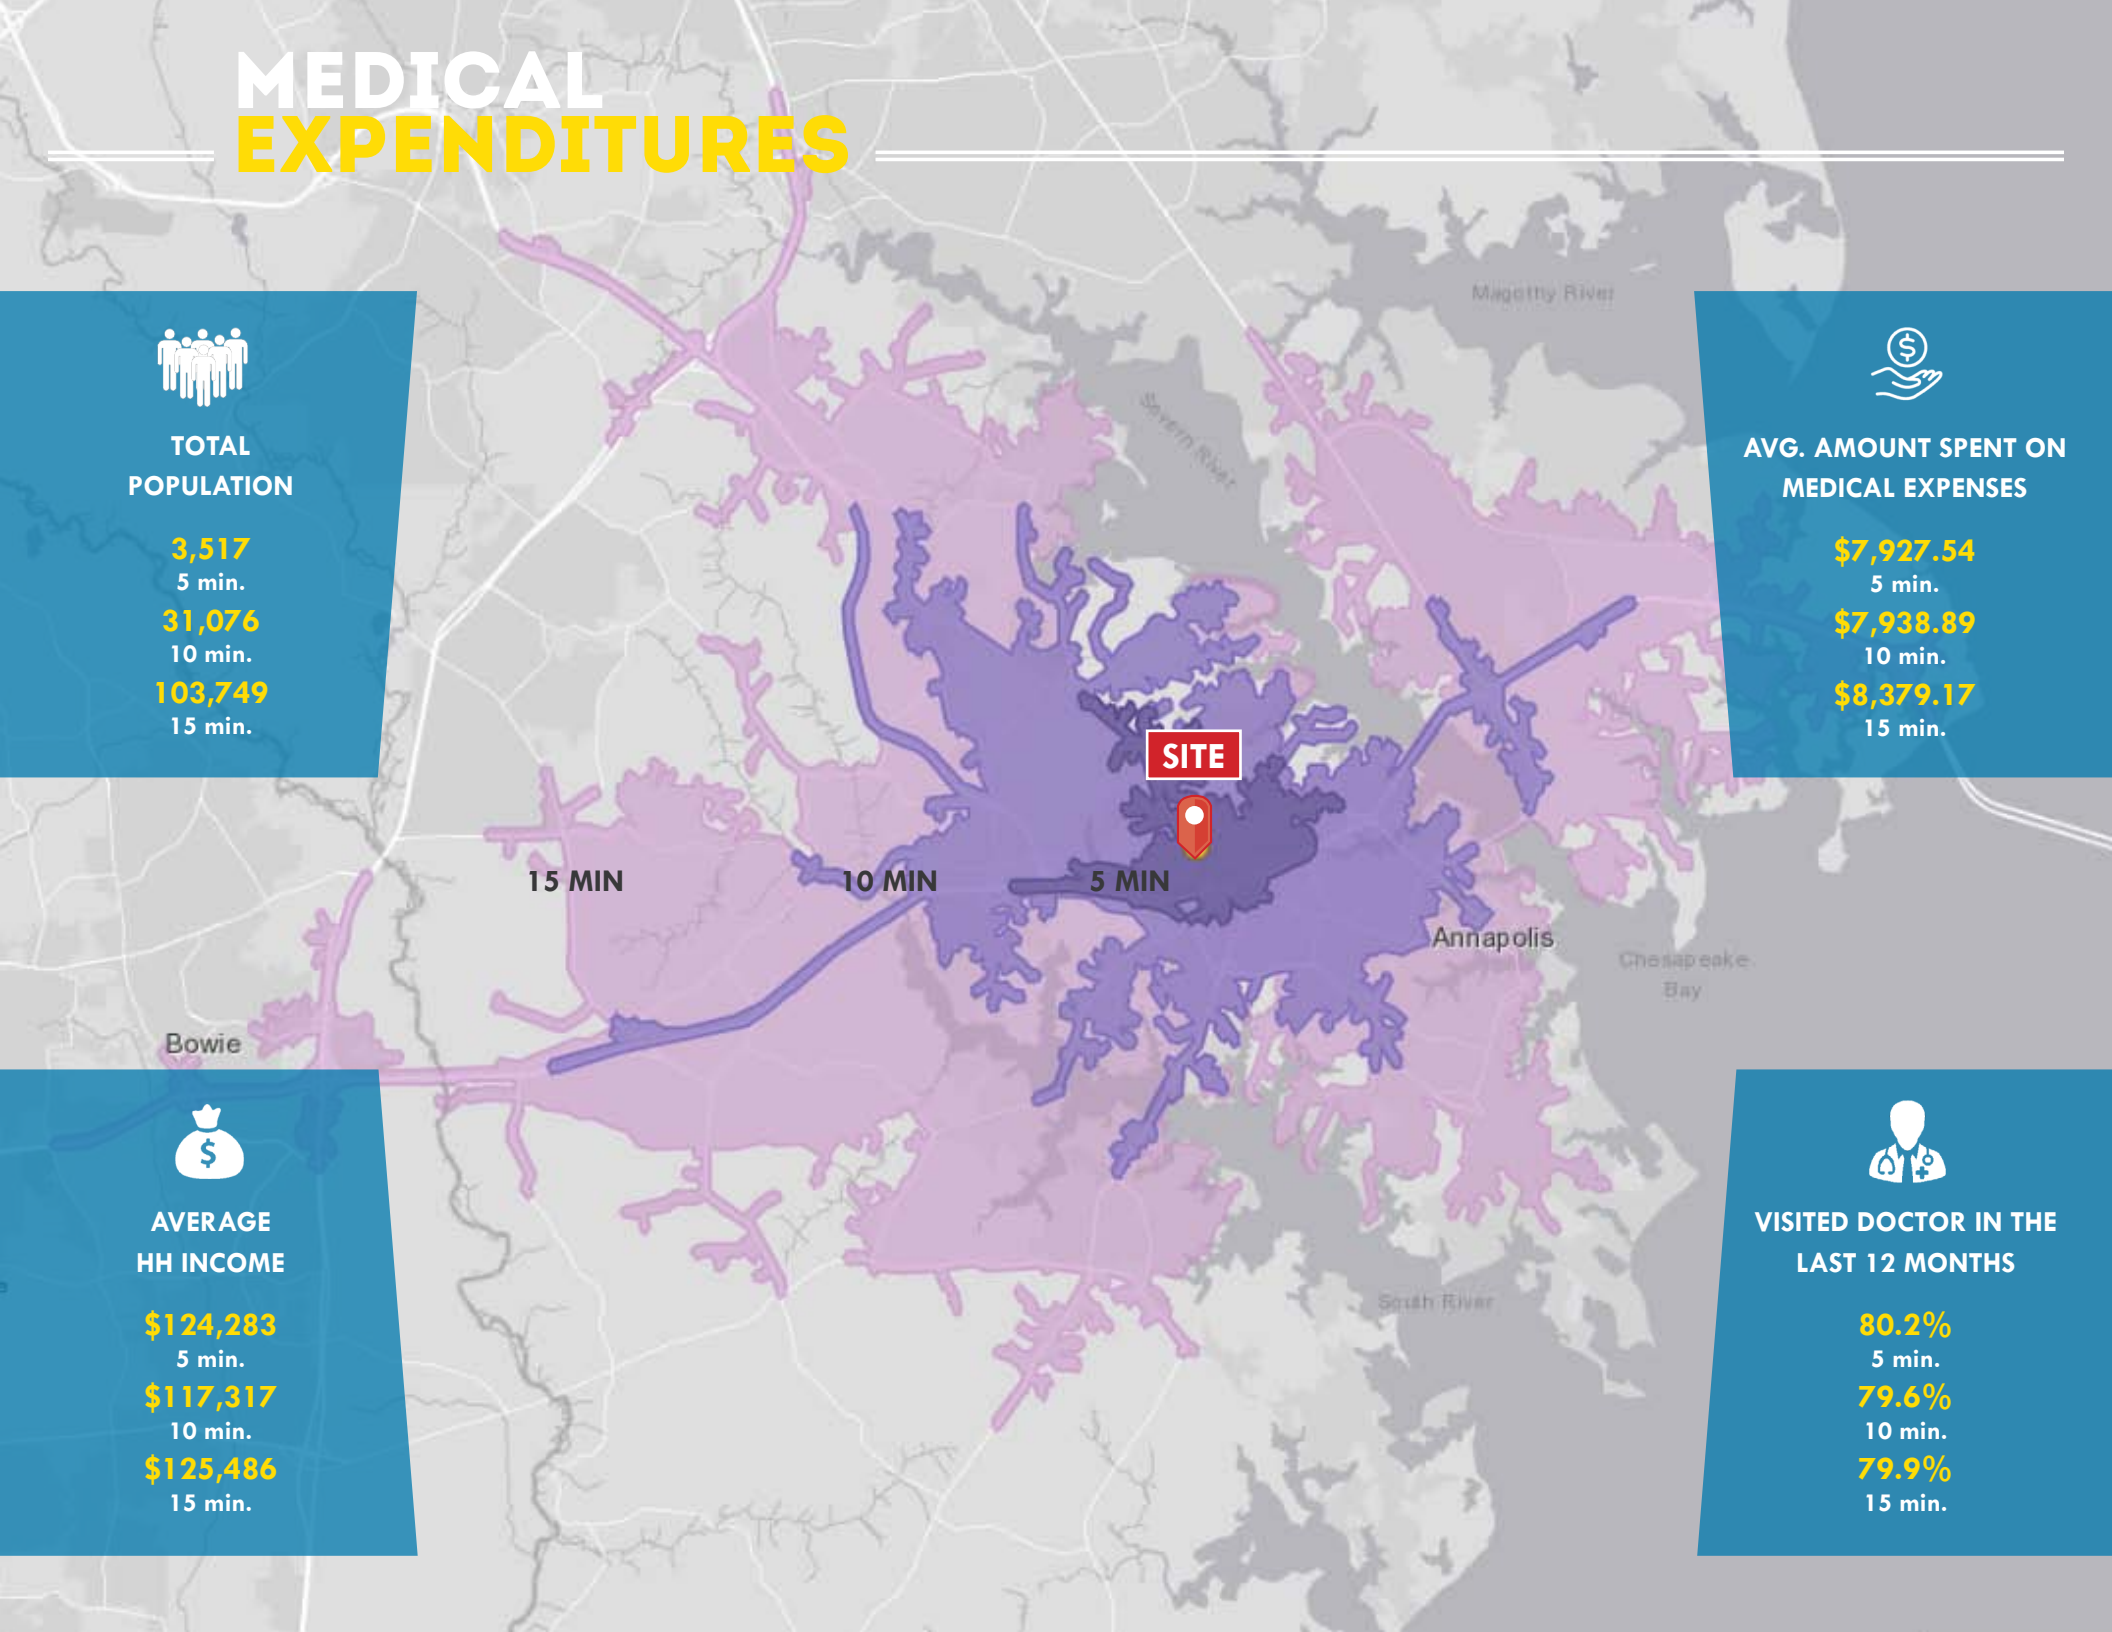 MEDICAL
EXPENDITURES
Magothy River
Severn River
TOTAL
POPULATION
3,517
5 min.
31,076
10 min.
103,749
15 min.
AVG. AMOUNT SPENT ON
MEDICAL EXPENSES
$7,927.54
5 min.
$7,938.89
10 min.
$8,379.17
15 min.
SITE
15 MIN
10 MIN
5 MIN
Annapolis
Chesapeake
Bay
Bowie
South River
AVERAGE
HH INCOME
$124,283
5 min.
$117,317
10 min.
$125,486
15 min.
VISITED DOCTOR IN THE
LAST 12 MONTHS
80.2%
5 min.
79.6%
10 min.
79.9%
15 min.